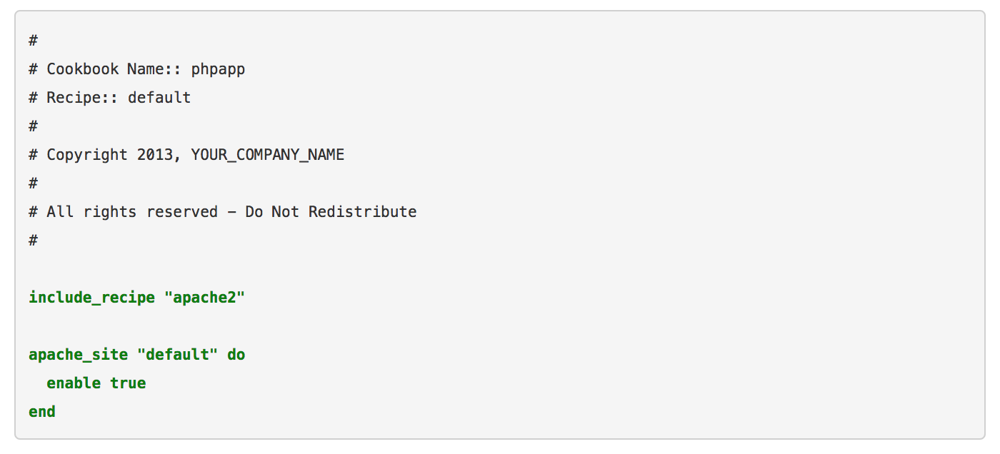 #
# Cookbook Name:: phpapp
# Recipe:: default
#
# Copyright 2013, YOUR_COMPANY_NAME
#
# All rights reserved - Do Not Redistribute
#
include_recipe "apache2"
apache_site "default" do
  enable true
end